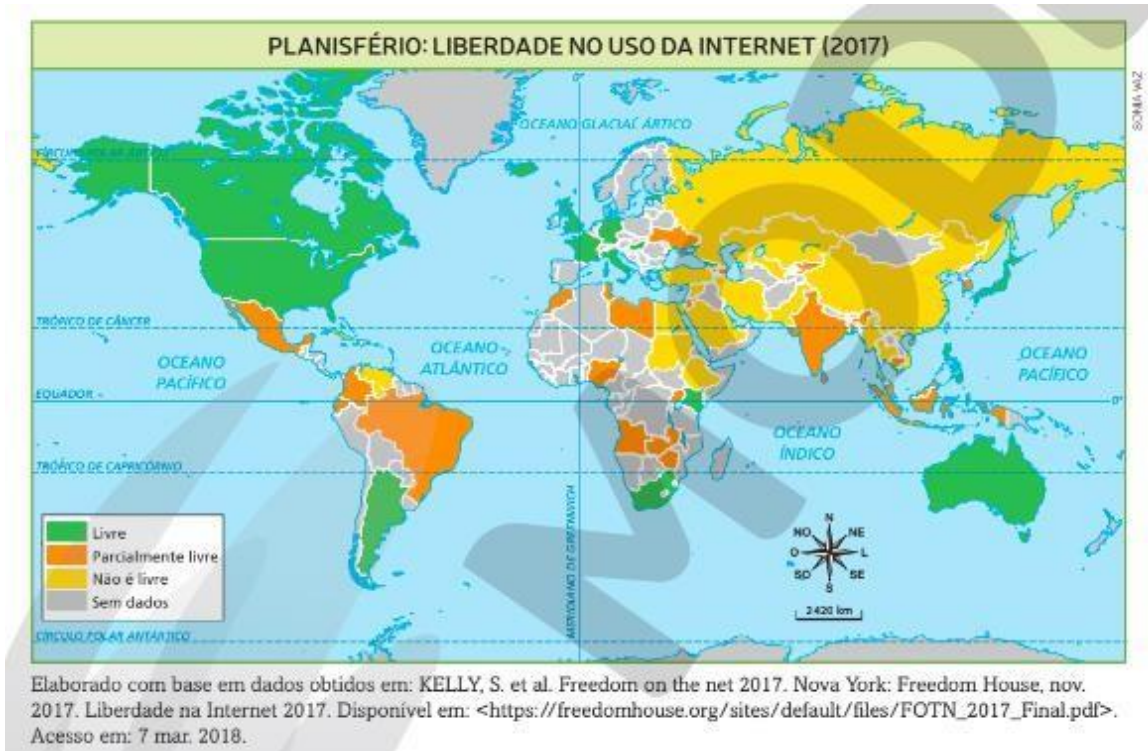 PLANISFÉRIO: LIBERDADE NO USO DA INTERNET (2017)
SONIA VAZ
0°
OCEANO GLACIAL ÁRTICO
CÍRCULO POLAR ÁRTICO
TRÓPICO DE CÂNCER
OCEANO
PACÍFICO
OCEANO
ATLÂNTICO
OCEANO
PACÍFICO
EQUADOR
0°
OCEANO
ÍNDICO
TRÓPICO DE CAPRICÓRNIO
MERIDIANO DE GREENWICH
Livre
Parcialmente livre
Não é livre
Sem dados
N
NO NE
O L
SO SE
S
2 420 km
CÍRCULO POLAR ANTÁRTICO
Elaborado com base em dados obtidos em: KELLY, S. et al. Freedom on the net 2017. Nova York: Freedom House, nov.
2017. Liberdade na Internet 2017. Disponível em: <https://freedomhouse.org/sites/default/files/FOTN_2017_Final.pdf>.
Acesso em: 7 mar. 2018.